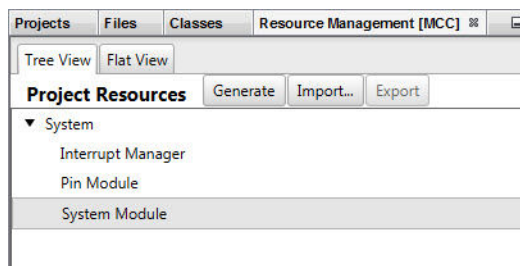 Projects Files Classes Resource Management [MCC]
Tree View Flat View
Project Resources Generate Import... Export
System
Interrupt Manager
Pin Module
System Module